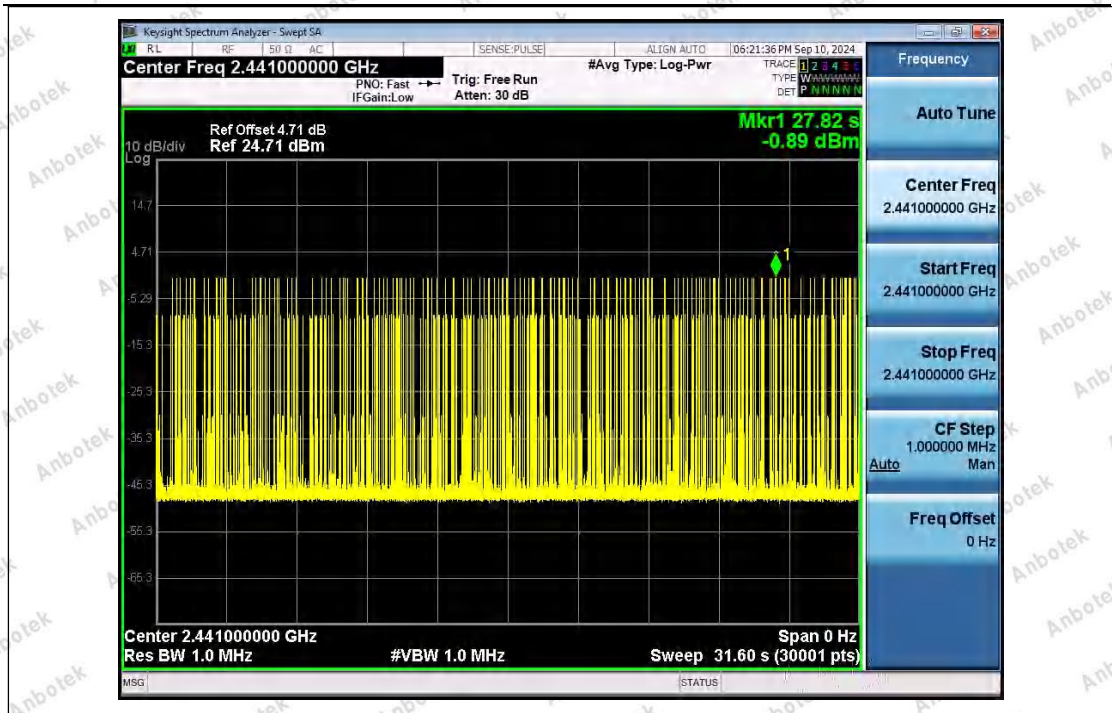 Keysight Spectrum Analyzer - Swept SA
RL RF 50 Ω AC SENSE:PULSE ALIGN AUTO 06:21:36 PM Sep 10, 2024
Center Freq 2.441000000 GHz #Avg Type: Log-Pwr TRACE 1 2 3 4 5 6
PNO: Fast Trig: Free Run TYPE W
IFGain:Low Atten: 30 dB DET P N N N N N
Frequency
Auto Tune
Mkr1 27.82 s
-0.89 dBm
Ref Offset 4.71 dB
10 dB/div Ref 24.71 dBm
Log
14.7
4.71
-5.29
-15.3
-25.3
-35.3
-45.3
-55.3
-65.3
1
Center Freq
2.441000000 GHz
Start Freq
2.441000000 GHz
Stop Freq
2.441000000 GHz
CF Step
1.000000 MHz
Auto Man
Freq Offset
0 Hz
Center 2.441000000 GHz Span 0 Hz
Res BW 1.0 MHz #VBW 1.0 MHz Sweep 31.60 s (30001 pts)
MSG STATUS
Anbotek